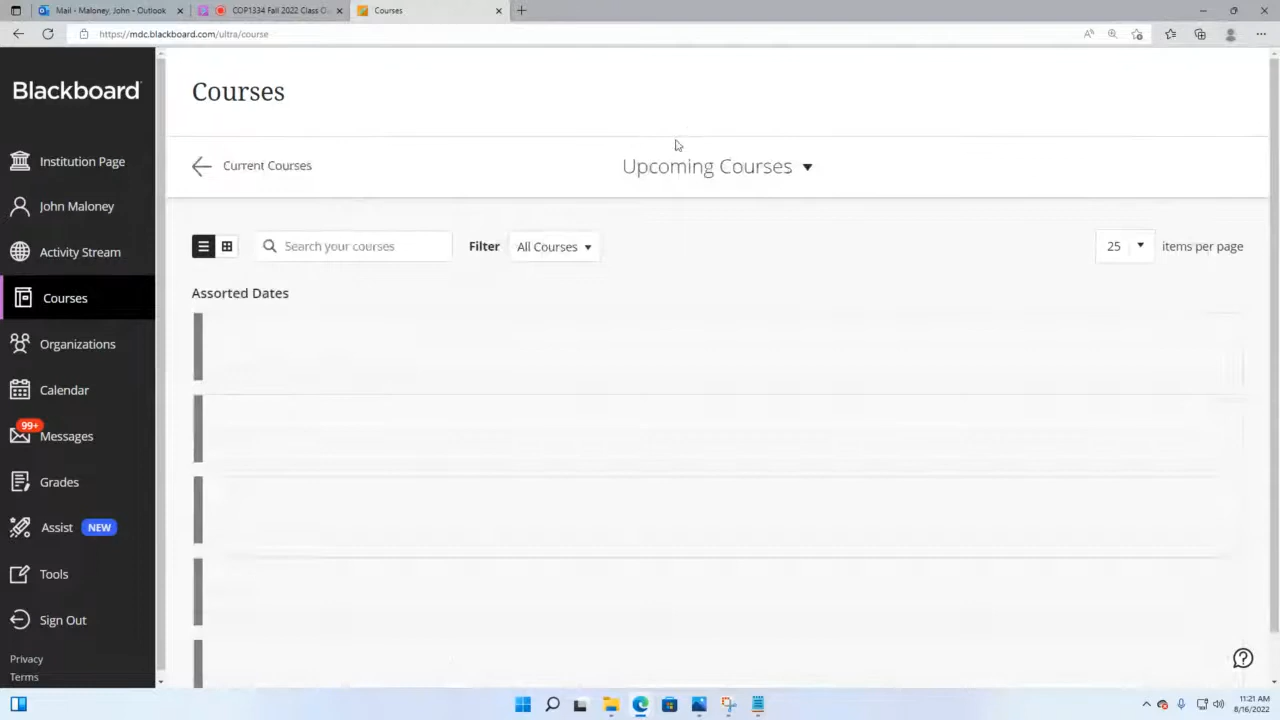 Mail - Maloney, John - Outlook
COP1334 Fall 2022 Class O
Courses
https://mdc.blackboard.com/ultra/course
Blackboard
Institution Page
John Maloney
Activity Stream
Courses
Organizations
Calendar
99+
Messages
Grades
Assist NEW
Tools
Sign Out
Privacy
Terms
Courses
Current Courses
Upcoming Courses
Search your courses
Filter
All Courses
25 items per page
Assorted Dates
11:21 AM
8/16/2022